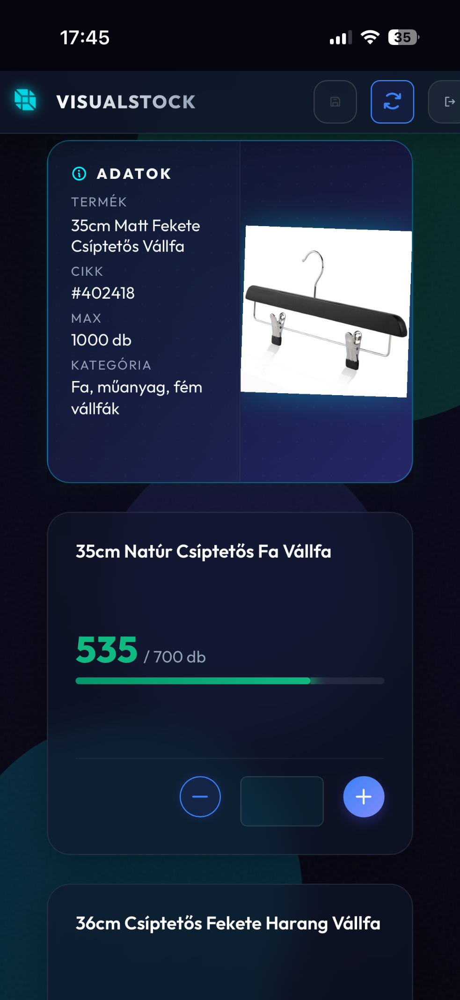 17:45
35
VISUALSTOCK
ADATOK
TERMÉK
35cm Matt Fekete
Csíptetős Vállfa
CIKK
#402418
MAX
1000 db
KATEGÓRIA
Fa, műanyag, fém
vállfák
35cm Natúr Csíptetős Fa Vállfa
535 / 700 db
36cm Csíptetős Fekete Harang Vállfa